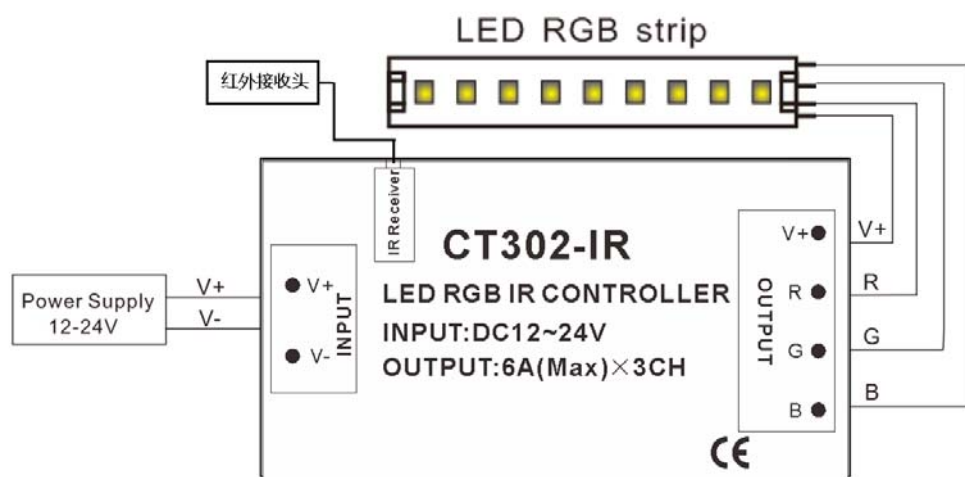 LED RGB strip
红外接收头
IR Receiver
CT302-IR
LED RGB IR CONTROLLER
INPUT:DC12~24V
OUTPUT:6A(Max)×3CH
Power Supply
12-24V
V+
V-
V+
V-
INPUT
V+
R
G
B
OUTPUT
V+
R
G
B
CE